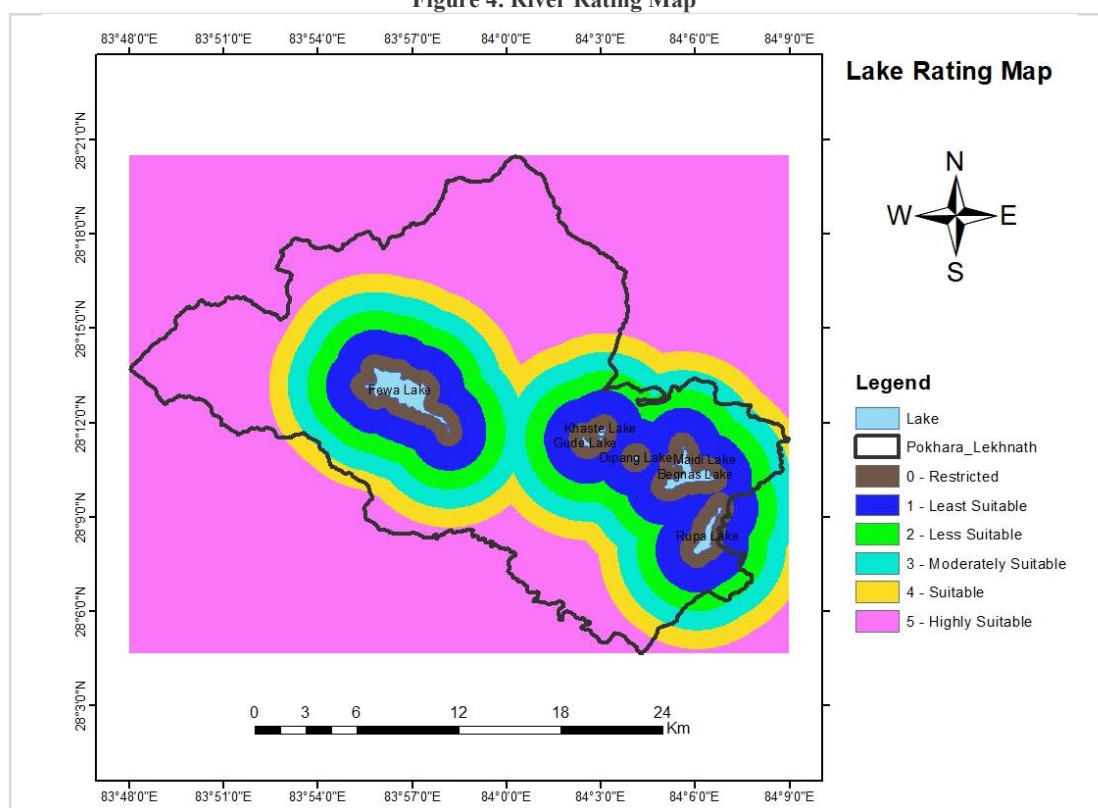 Figure 4: River Rating Map
83°48'0"E 83°51'0"E 83°54'0"E 83°57'0"E 84°0'0"E 84°3'0"E 84°6'0"E 84°9'0"E
Lake Rating Map
28°21'0"N
28°18'0"N
28°15'0"N
28°12'0"N
28°9'0"N
28°6'0"N
28°3'0"N
N
W E
S
Fewa Lake
Khaste Lake
Gude Lake
Dipang Lake
Maidi Lake
Begnas Lake
Rupa Lake
Legend
Lake
Pokhara_Lekhnath
0 - Restricted
1 - Least Suitable
2 - Less Suitable
3 - Moderately Suitable
4 - Suitable
5 - Highly Suitable
0 3 6 12 18 24
Km
83°48'0"E 83°51'0"E 83°54'0"E 83°57'0"E 84°0'0"E 84°3'0"E 84°6'0"E 84°9'0"E